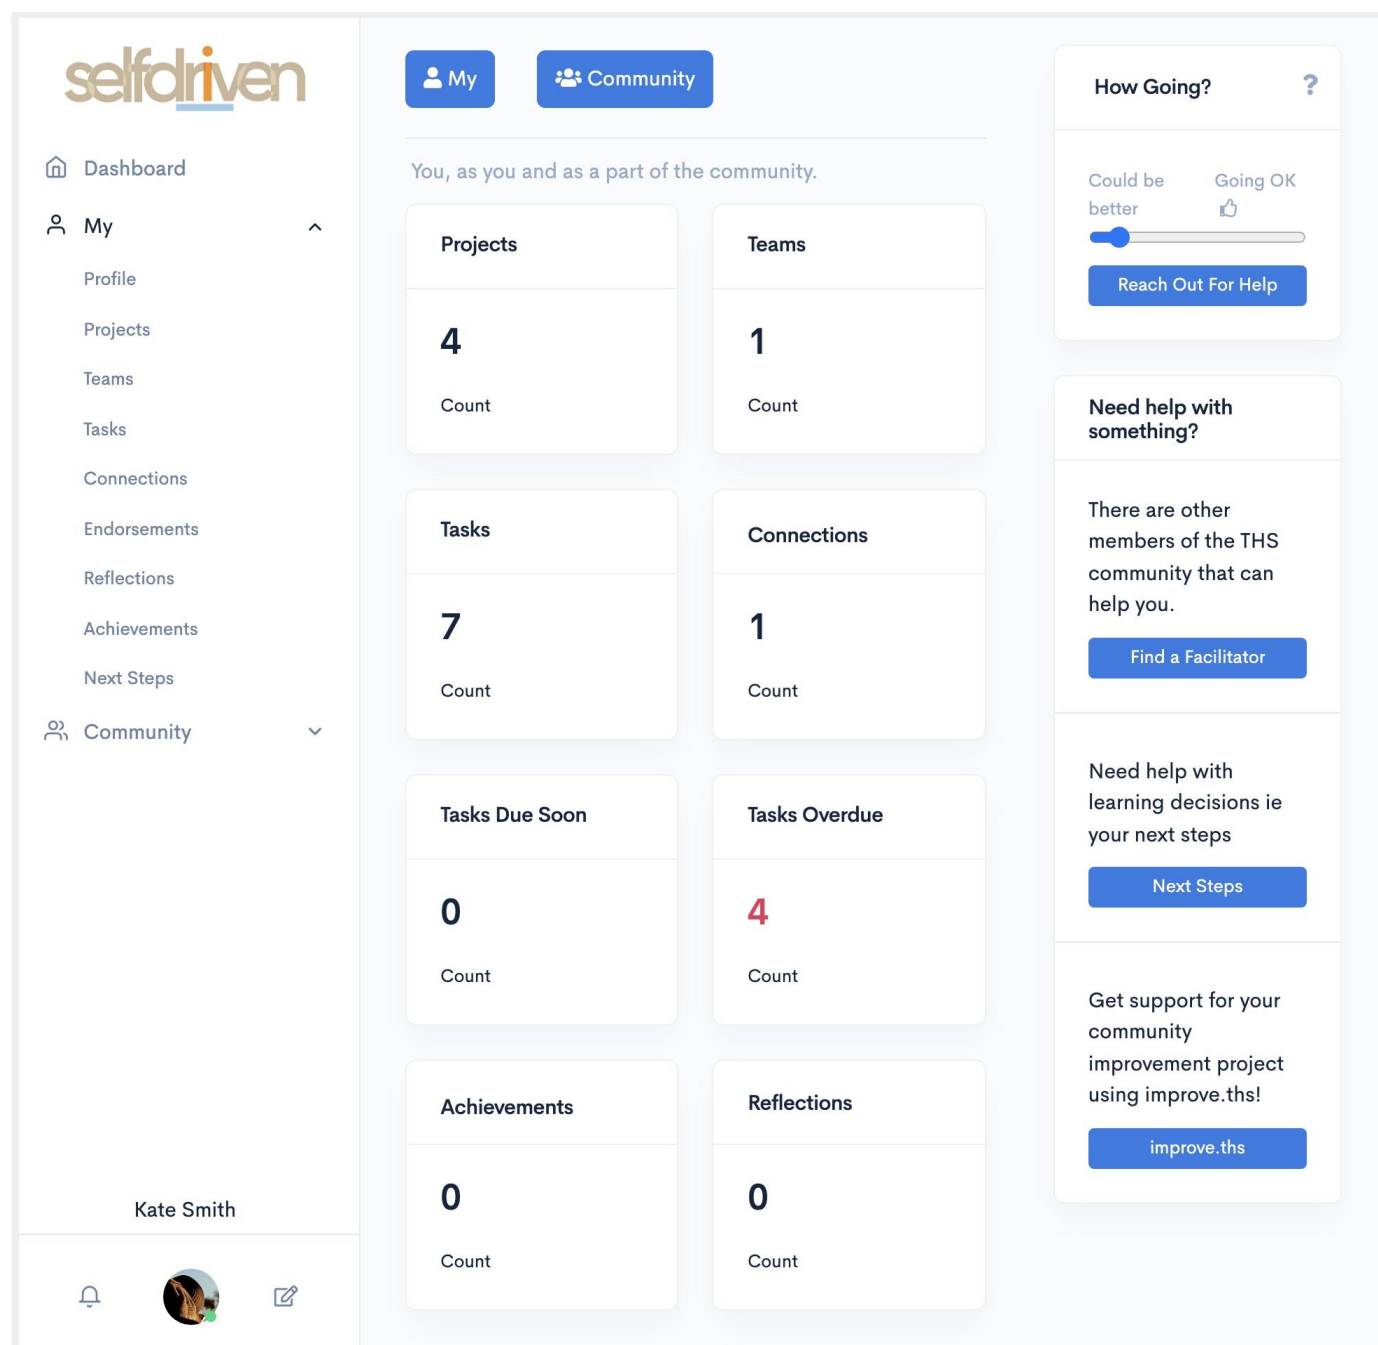 selfdriven
Dashboard
My
Profile
Projects
Teams
Tasks
Connections
Endorsements
Reflections
Achievements
Next Steps
Community
Kate Smith
My
Community
You, as you and as a part of the community.
Projects
4
Count
Teams
1
Count
Tasks
7
Count
Connections
1
Count
Tasks Due Soon
0
Count
Tasks Overdue
4
Count
Achievements
0
Count
Reflections
0
Count
How Going?
?
Could be
better
Going OK
Reach Out For Help
Need help with
something?
There are other
members of the THS
community that can
help you.
Find a Facilitator
Need help with
learning decisions ie
your next steps
Next Steps
Get support for your
community
improvement project
using improve.ths!
improve.ths